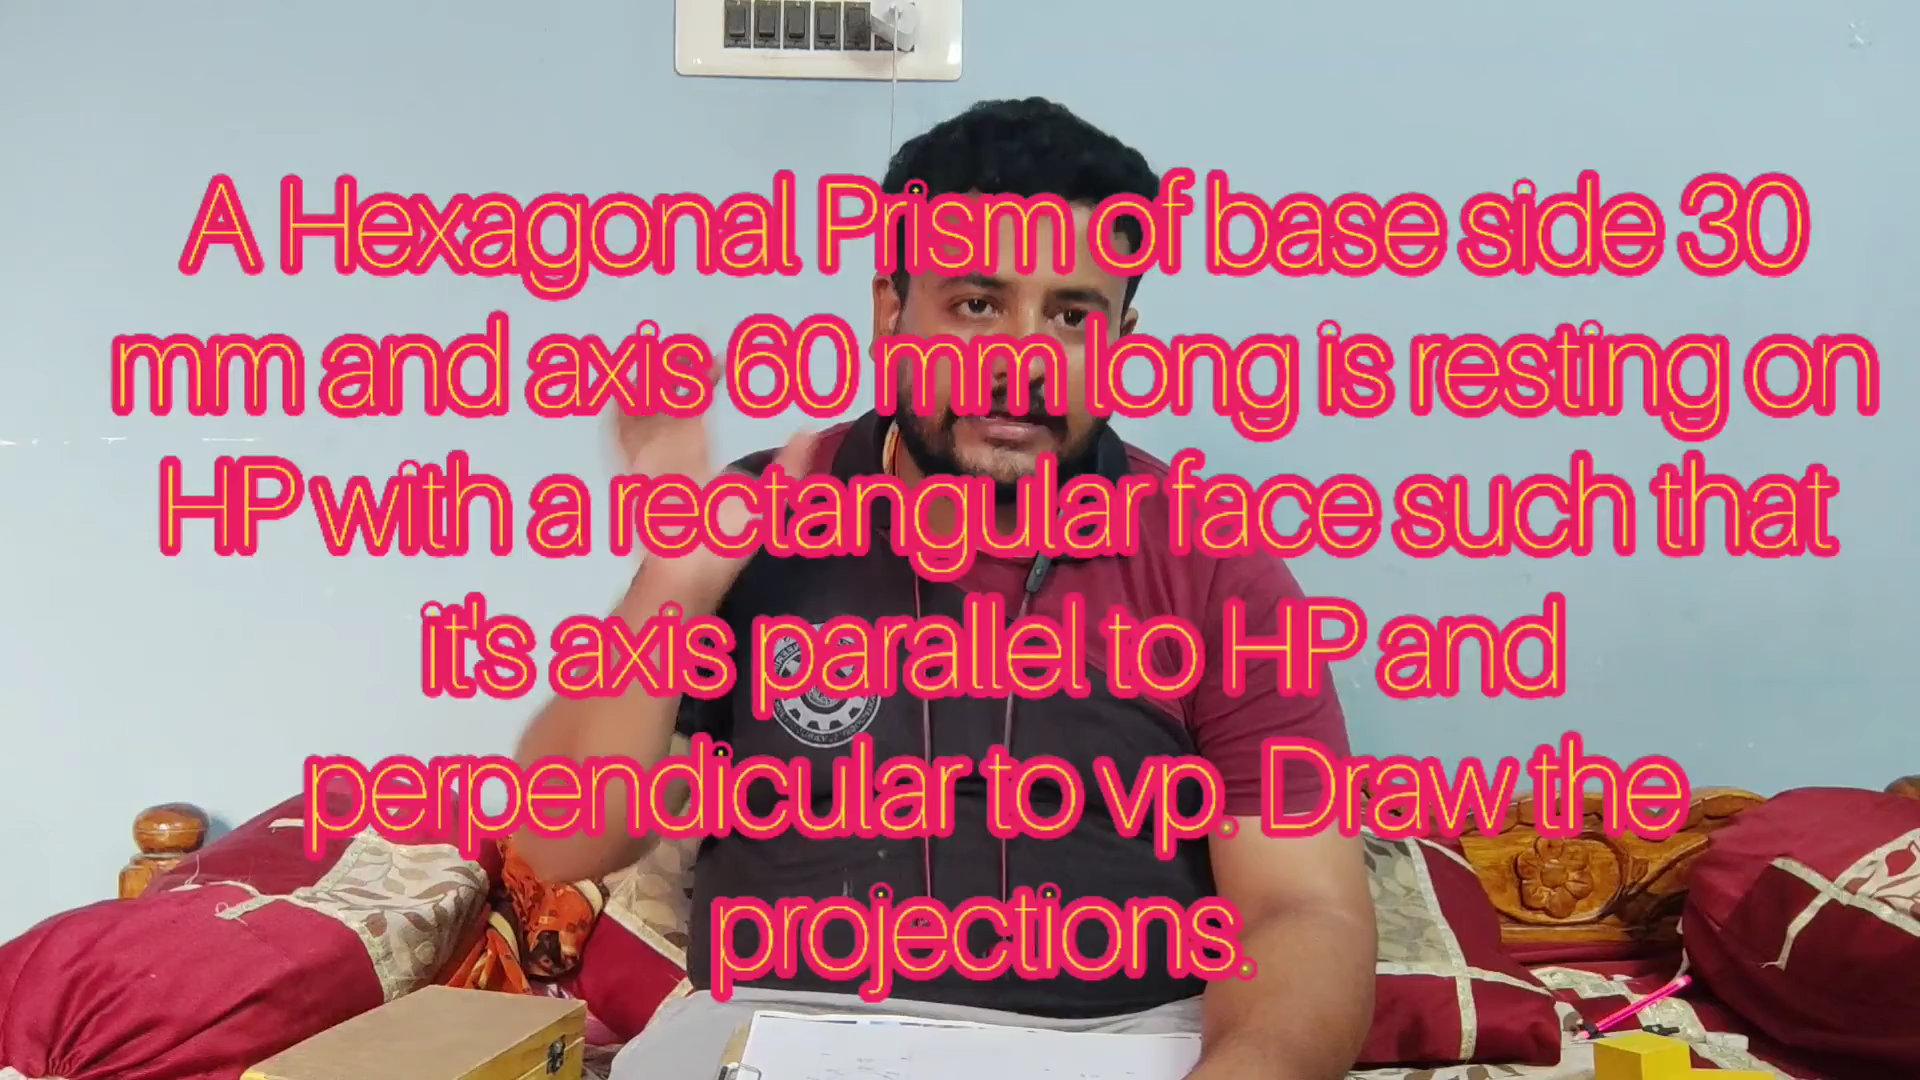 A Hexagonal Prism of base side 30
mm and axis 60 mm long is resting on
HP with a rectangular face such that
it's axis parallel to HP and
perpendicular to vp. Draw the
projections.